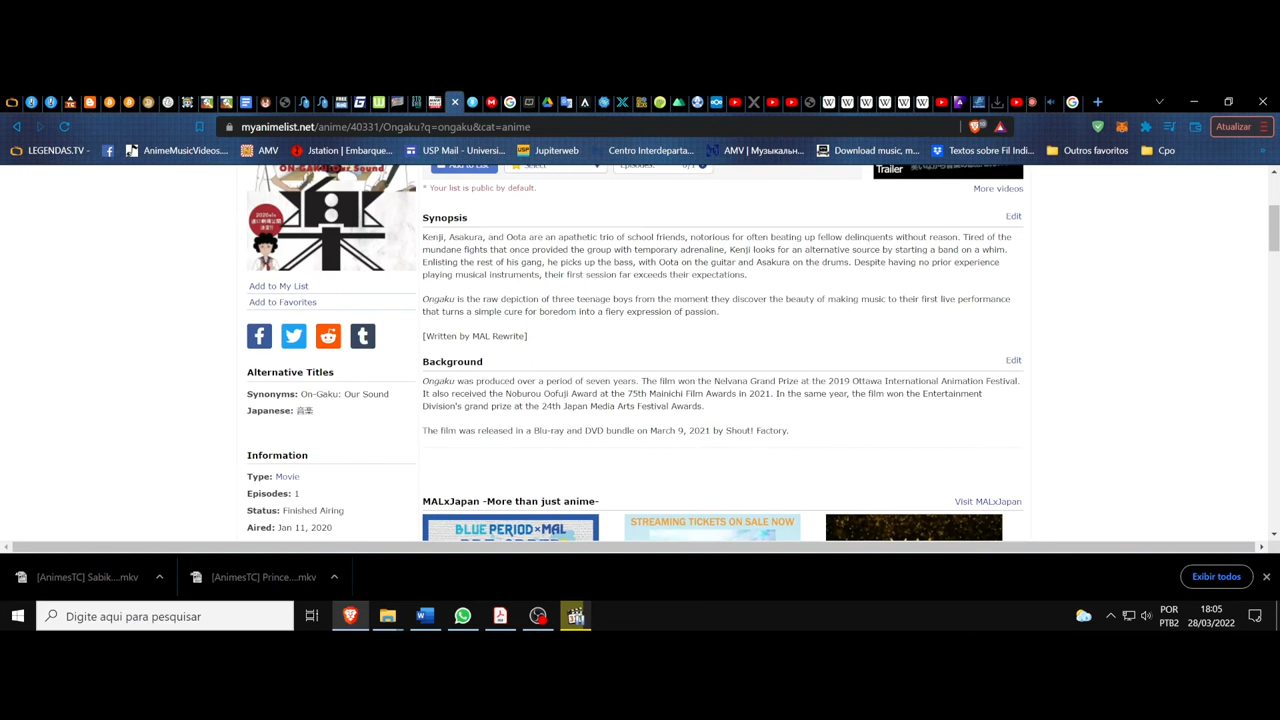 myanimelist.net/anime/40331/Ongaku?q=ongaku&cat=anime
Atualizar
LEGENDAS.TV -
AnimeMusicVideos....
AMV
Jstation | Embarque...
USP Mail - Universi...
Jupiterweb
Centro Interdeparta...
AMV | Музыкальн...
Download music, m...
Textos sobre Fil Indi...
Outros favoritos
Cpo
ON-GAKU: Our Sound
Trailer
* Your list is public by default.
More videos
Synopsis
Edit
Kenji, Asakura, and Oota are an apathetic trio of school friends, notorious for often beating up fellow delinquents without reason. Tired of the
mundane fights that once provided the group with temporary adrenaline, Kenji looks for an alternative source by starting a band on a whim.
Enlisting the rest of his gang, he picks up the bass, with Oota on the guitar and Asakura on the drums. Despite having no prior experience
playing musical instruments, their first session far exceeds their expectations.
Ongaku is the raw depiction of three teenage boys from the moment they discover the beauty of making music to their first live performance
that turns a simple cure for boredom into a fiery expression of passion.
[Written by MAL Rewrite]
Background
Edit
Ongaku was produced over a period of seven years. The film won the Nelvana Grand Prize at the 2019 Ottawa International Animation Festival.
It also received the Noburou Oofuji Award at the 75th Mainichi Film Awards in 2021. In the same year, the film won the Entertainment
Division's grand prize at the 24th Japan Media Arts Festival Awards.
The film was released in a Blu-ray and DVD bundle on March 9, 2021 by Shout! Factory.
Add to My List
Add to Favorites
Alternative Titles
Synonyms: On-Gaku: Our Sound
Japanese: 音楽
Information
Type: Movie
Episodes: 1
Status: Finished Airing
Aired: Jan 11, 2020
MALxJapan -More than just anime-
Visit MALxJapan
BLUE PERIOD×MAL
STREAMING TICKETS ON SALE NOW
[AnimesTC] Sabik....mkv
[AnimesTC] Prince....mkv
Exibir todos
Digite aqui para pesquisar
POR
PTB2
18:05
28/03/2022